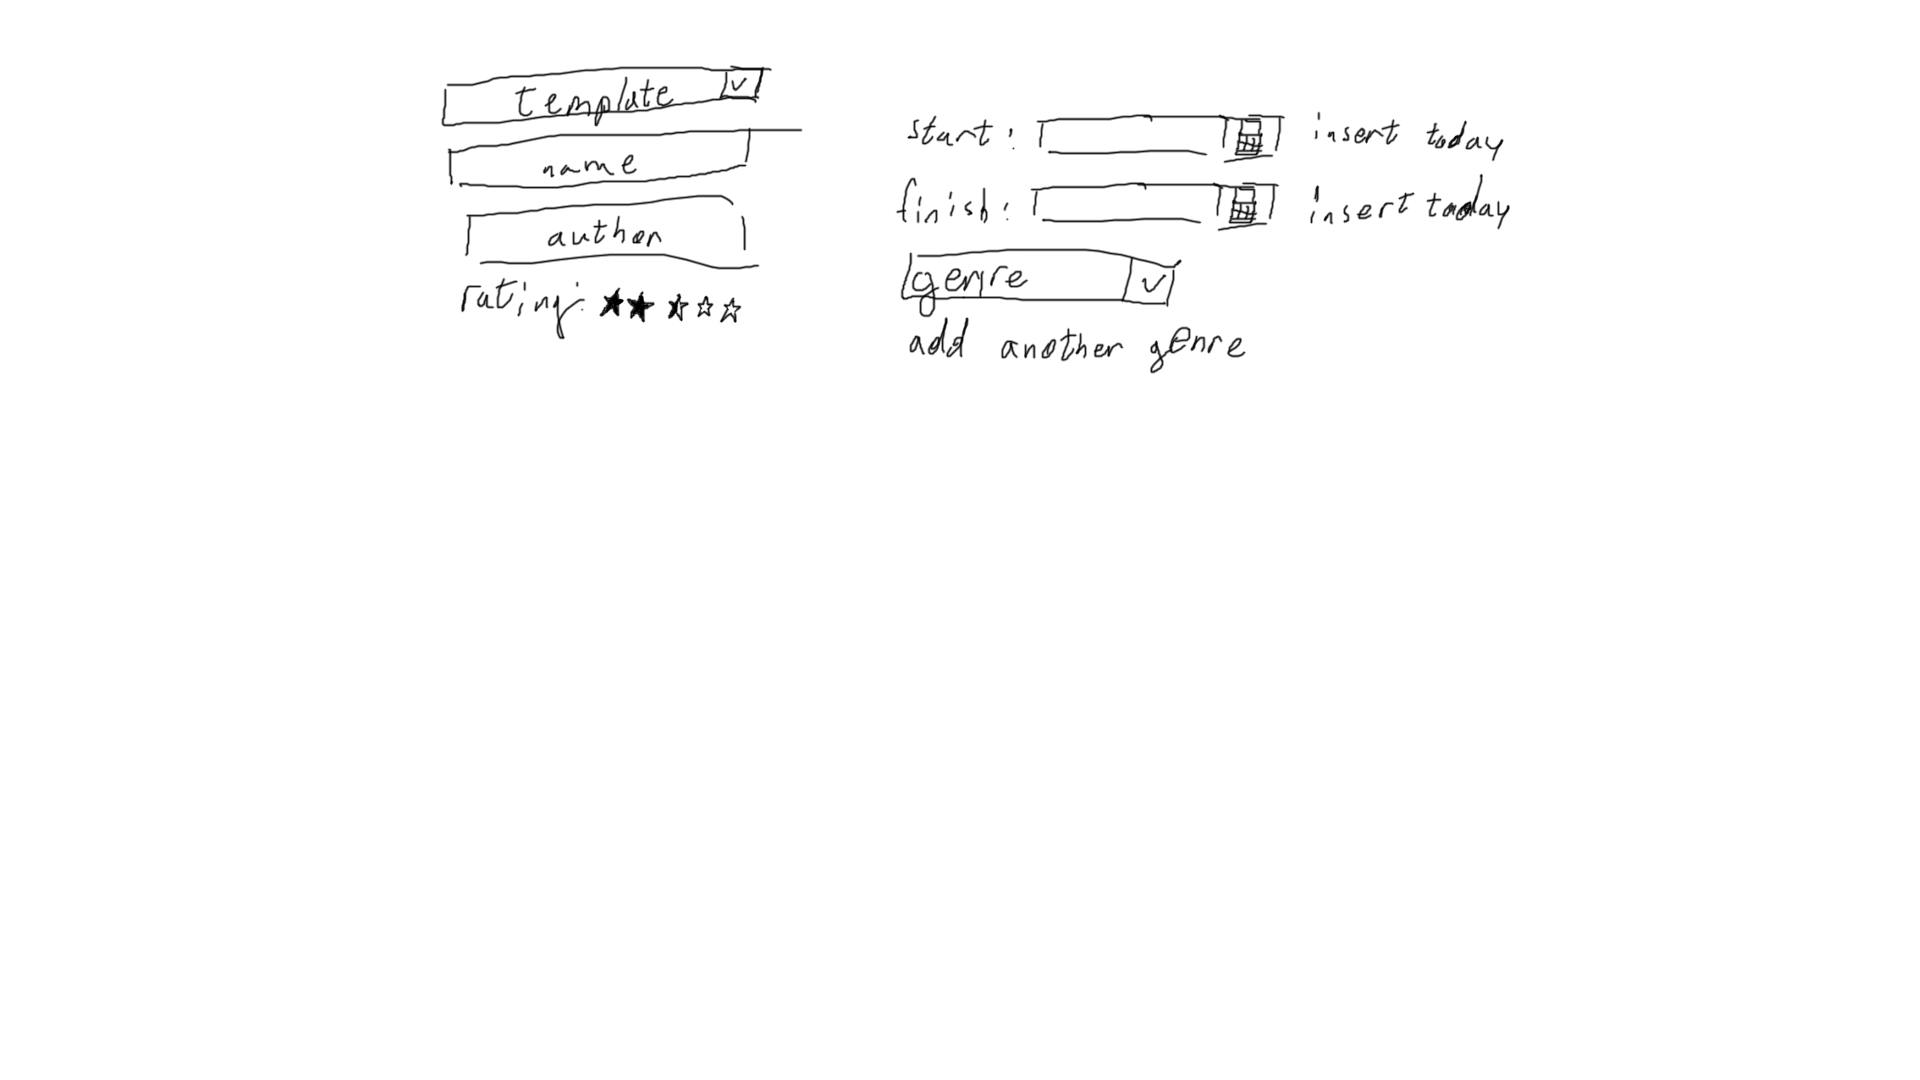 template
name
author
rating:
start: insert today
finish: insert today
genre
add another genre